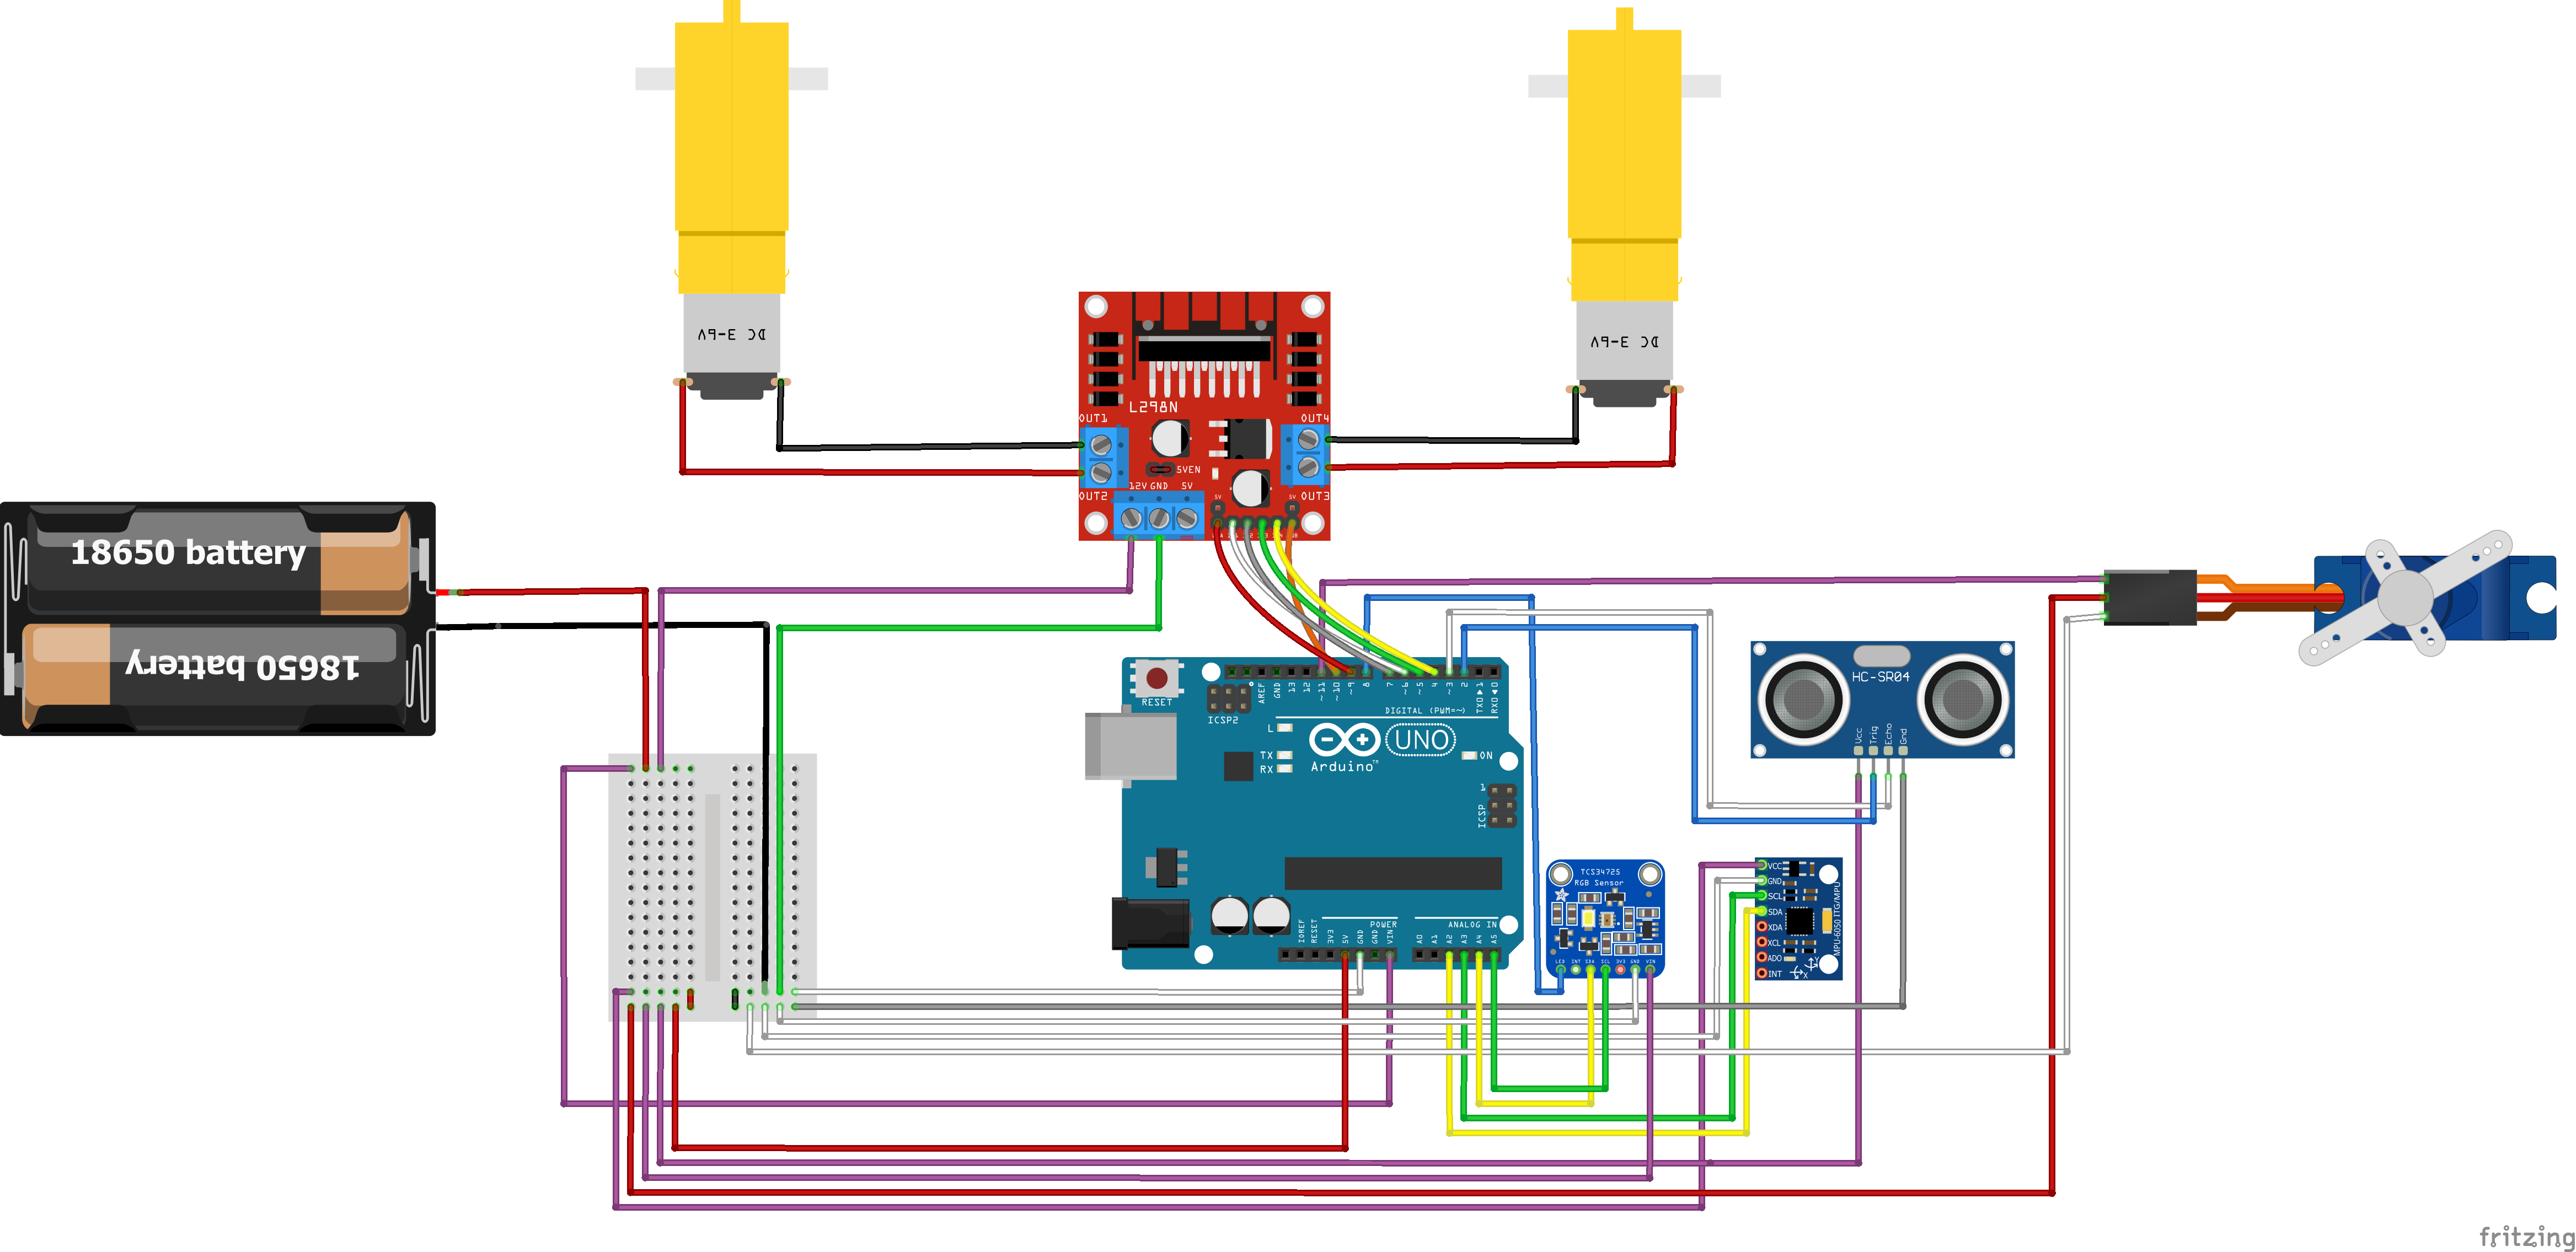 DC 3-6V
DC 3-6V
L298N
OUT1
OUT4
5VEN
12V GND 5V
5V
5V
OUT2
OUT3
18650 battery
18650 battery
RESET
ICSP2
AREF
GND
13
12
~11
~10
~9
8
7
~6
~5
4
~3
2
TX0▶1
RX0◀0
DIGITAL (PWM=~)
L
TX
RX
UNO
ON
Arduino™
1
ICSP
POWER
ANALOG IN
IOREF
RESET
3V3
5V
GND
GND
VIN
A0
A1
A2
A3
A4
A5
HC-SR04
Vcc
Trig
Echo
Gnd
TCS34725
RGB Sensor
LED
INT
SDA
SCL
3V3
GND
VIN
VCC
GND
SCL
SDA
XDA
XCL
ADO
INT
MPU-6050 ITG/MPU
Y
X
fritzing